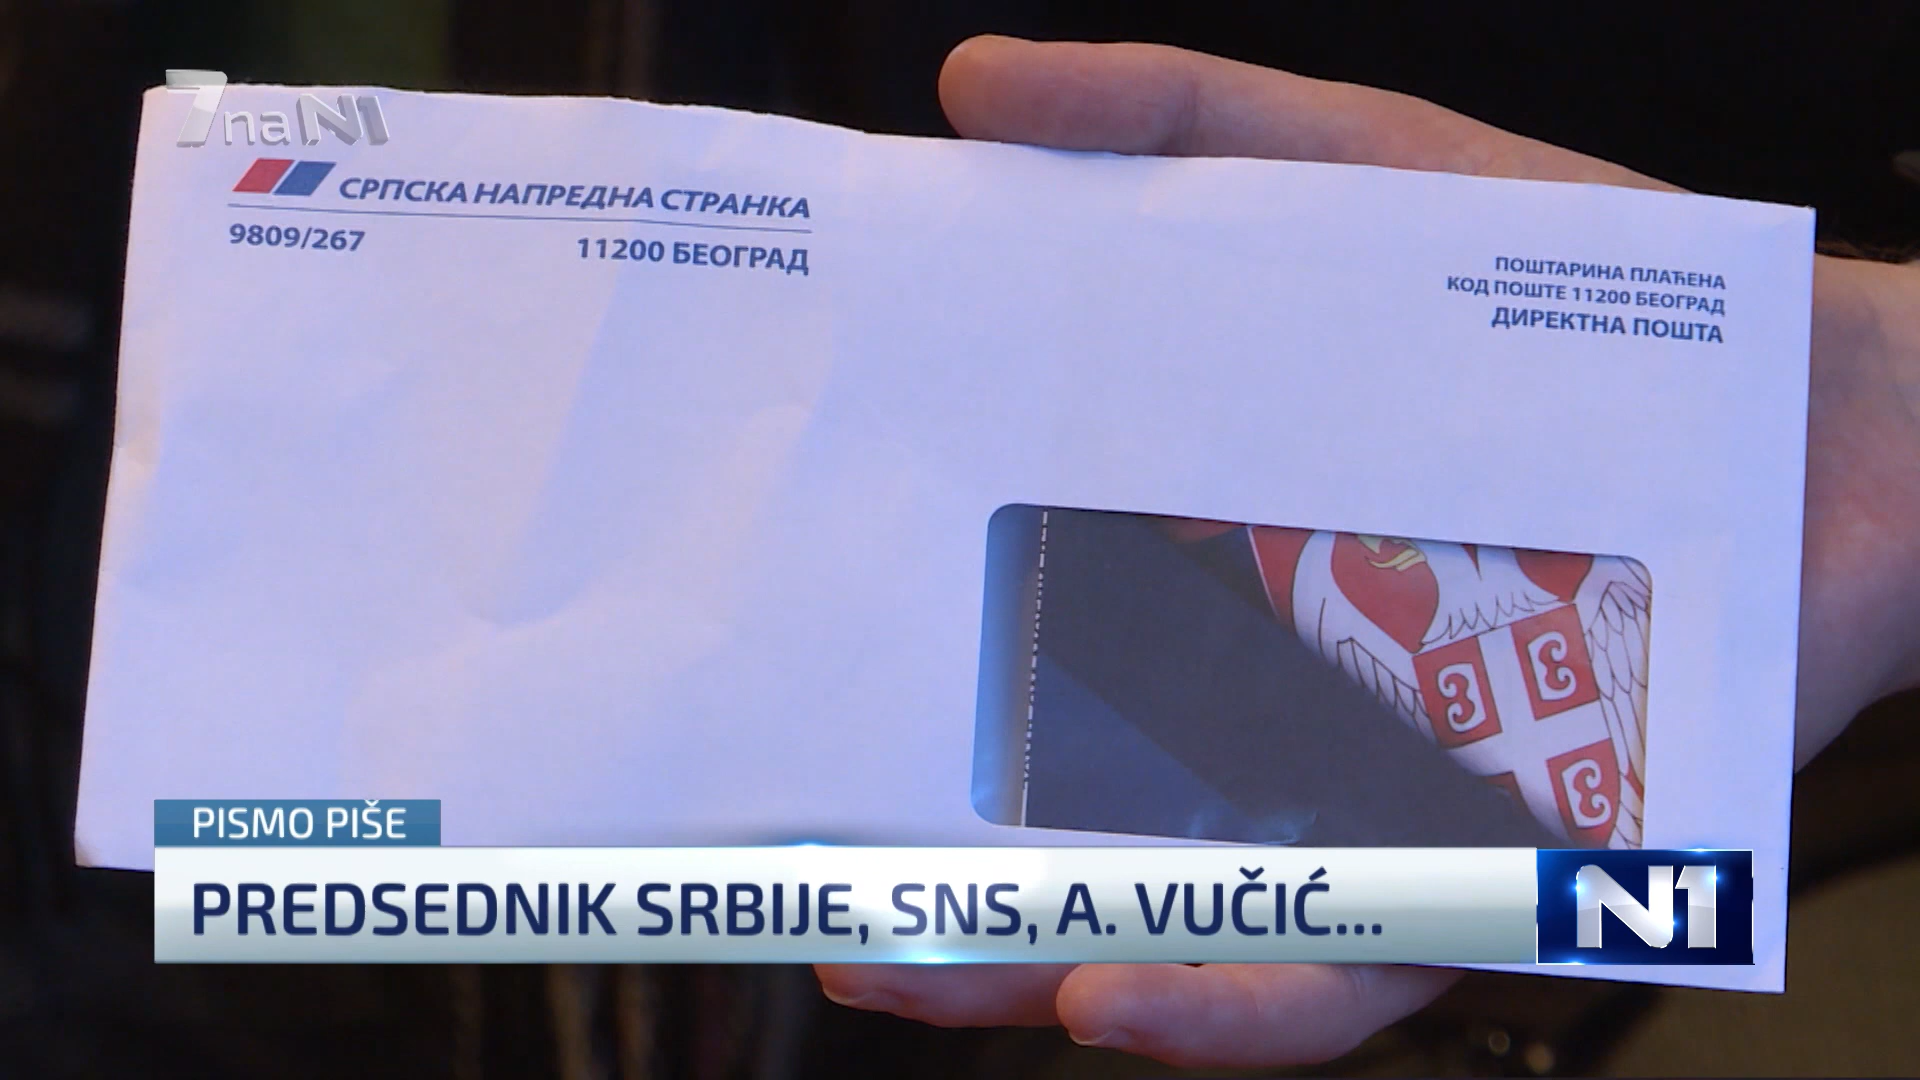 7naN1
СРПСКА НАПРЕДНА СТРАНКА
9809/267 11200 БЕОГРАД
ПОШТАРИНА ПЛАЋЕНА
КОД ПОШТЕ 11200 БЕОГРАД
ДИРЕКТНА ПОШТА
PISMO PIŠE
PREDSEDNIK SRBIJE, SNS, A. VUČIĆ...
N1